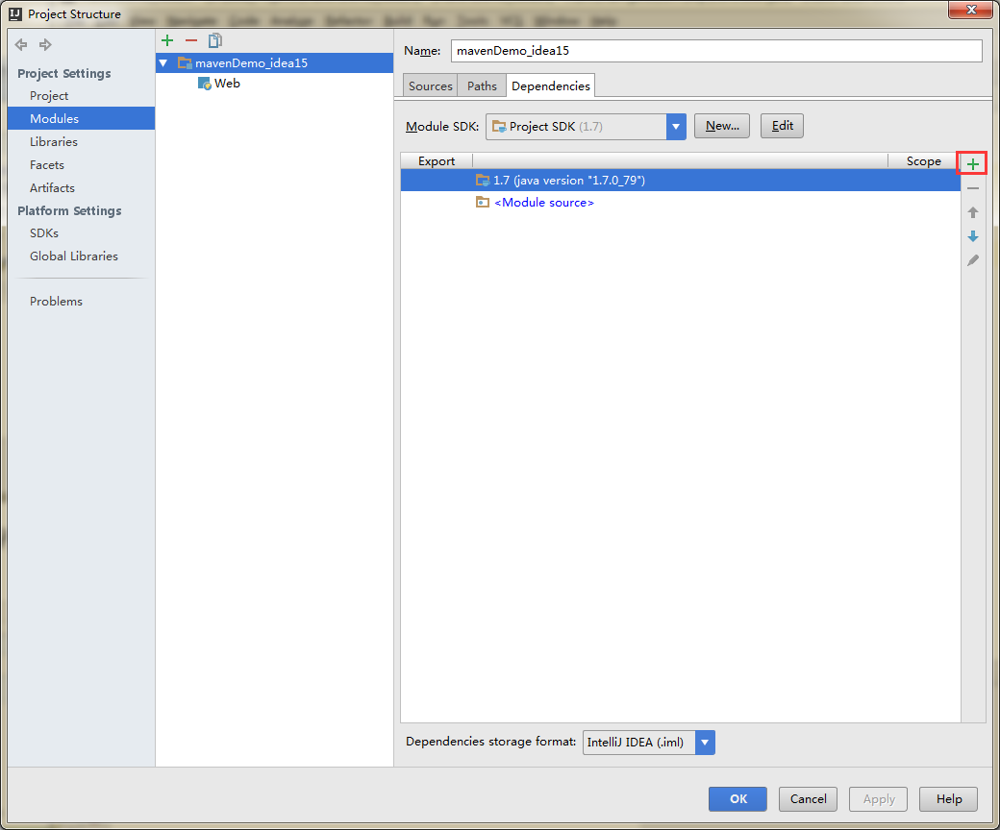 Project Structure
Project Settings
Project
Modules
Libraries
Facets
Artifacts
Platform Settings
SDKs
Global Libraries
Problems
mavenDemo_idea15
Web
Name: mavenDemo_idea15
Sources Paths Dependencies
Module SDK: Project SDK (1.7) New... Edit
Export Scope
1.7 (java version "1.7.0_79")
<Module source>
Dependencies storage format: IntelliJ IDEA (.iml)
OK Cancel Apply Help